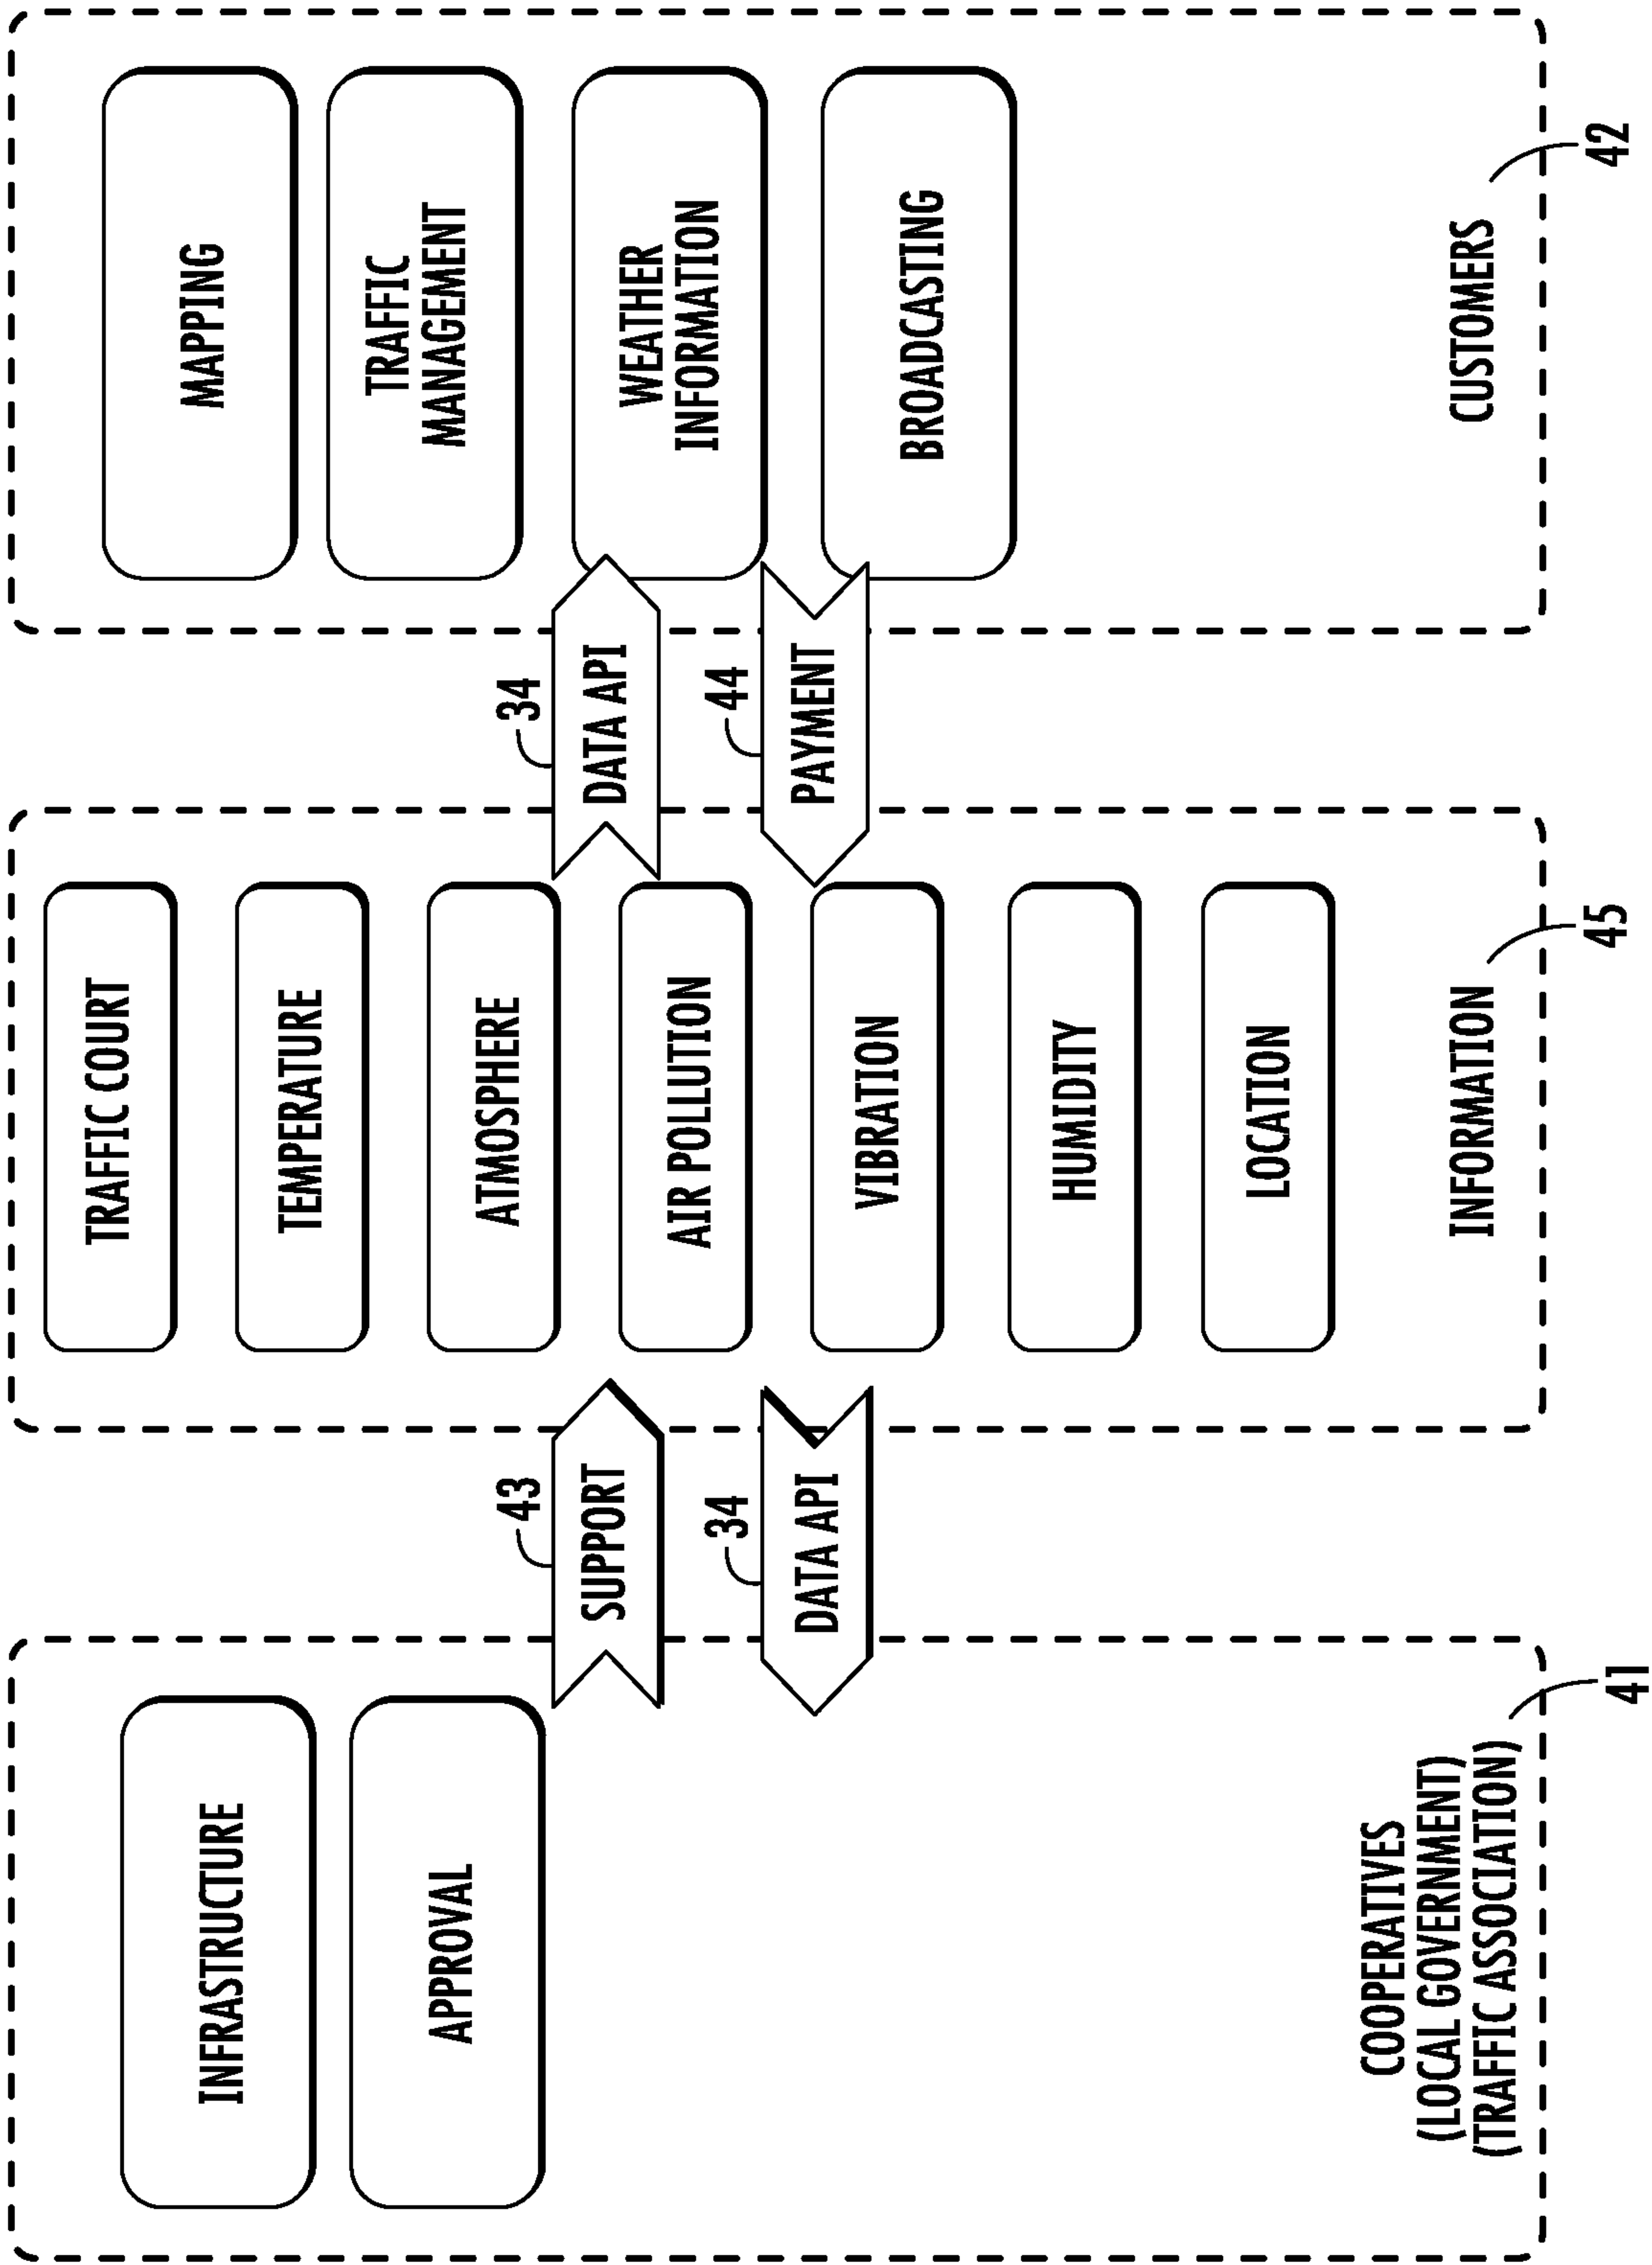 INFRASTRUCTURE
APPROVAL
COOPERATIVES
(LOCAL GOVERNMENT)
(TRAFFIC ASSOCIATION)
41
43
SUPPORT
34
DATA API
TRAFFIC COURT
TEMPERATURE
ATMOSPHERE
AIR POLLUTION
VIBRATION
HUMIDITY
LOCATION
INFORMATION
45
34
DATA API
44
PAYMENT
MAPPING
TRAFFIC
MANAGEMENT
WEATHER
INFORMATION
BROADCASTING
CUSTOMERS
42